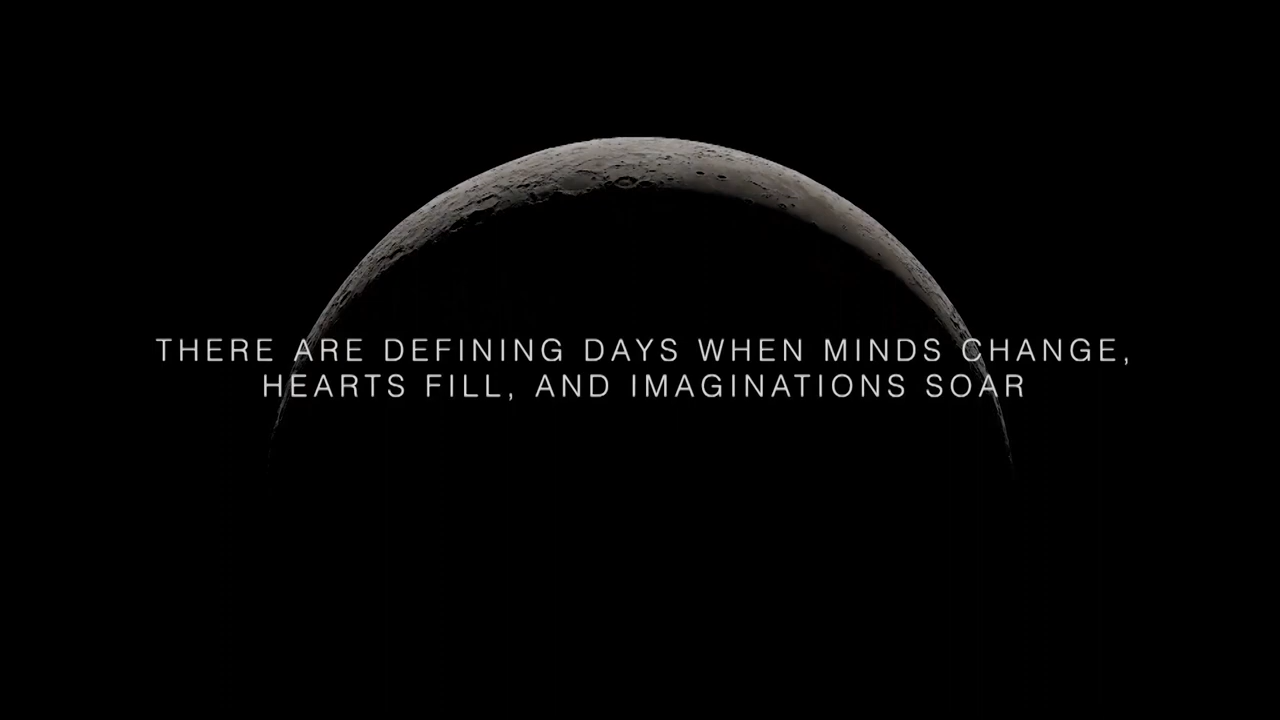 THERE ARE DEFINING DAYS WHEN MINDS CHANGE,
HEARTS FILL, AND IMAGINATIONS SOAR